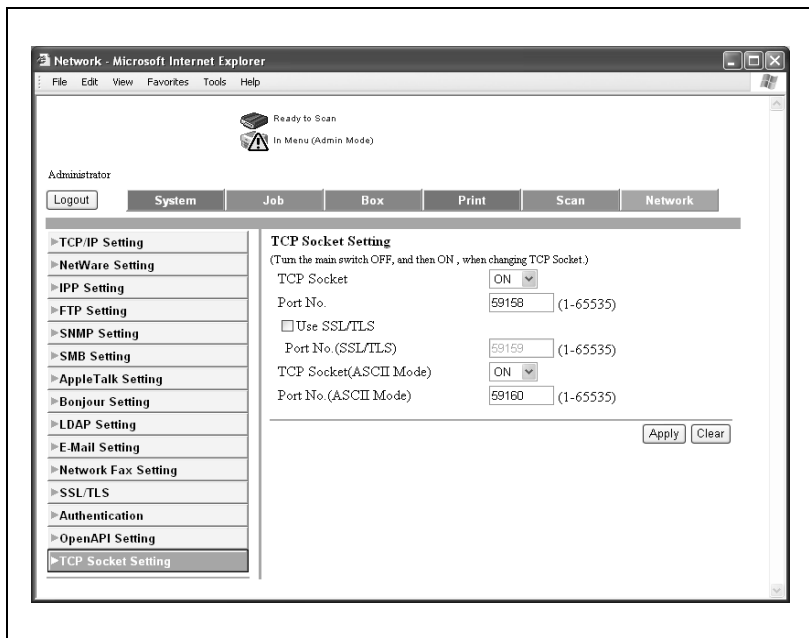 Network - Microsoft Internet Explorer
File Edit View Favorites Tools Help
Ready to Scan
In Menu (Admin Mode)
Administrator
Logout System Job Box Print Scan Network
TCP/IP Setting
NetWare Setting
IPP Setting
FTP Setting
SNMP Setting
SMB Setting
AppleTalk Setting
Bonjour Setting
LDAP Setting
E-Mail Setting
Network Fax Setting
SSL/TLS
Authentication
OpenAPI Setting
TCP Socket Setting
TCP Socket Setting
(Turn the main switch OFF, and then ON , when changing TCP Socket.)
TCP Socket ON
Port No. 59158 (1-65535)
Use SSL/TLS
Port No.(SSL/TLS) 59159 (1-65535)
TCP Socket(ASCII Mode) ON
Port No.(ASCII Mode) 59160 (1-65535)
Apply Clear